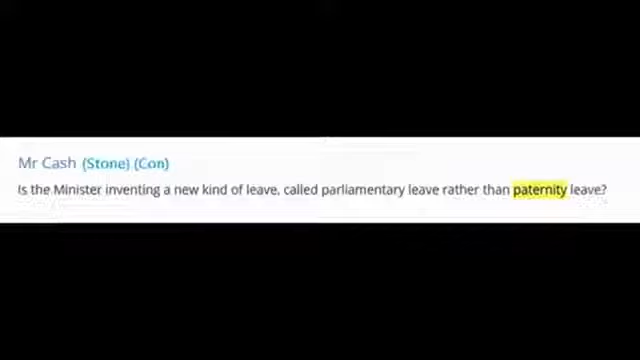 Mr Cash (Stone) (Con)
Is the Minister inventing a new kind of leave, called parliamentary leave rather than paternity leave?